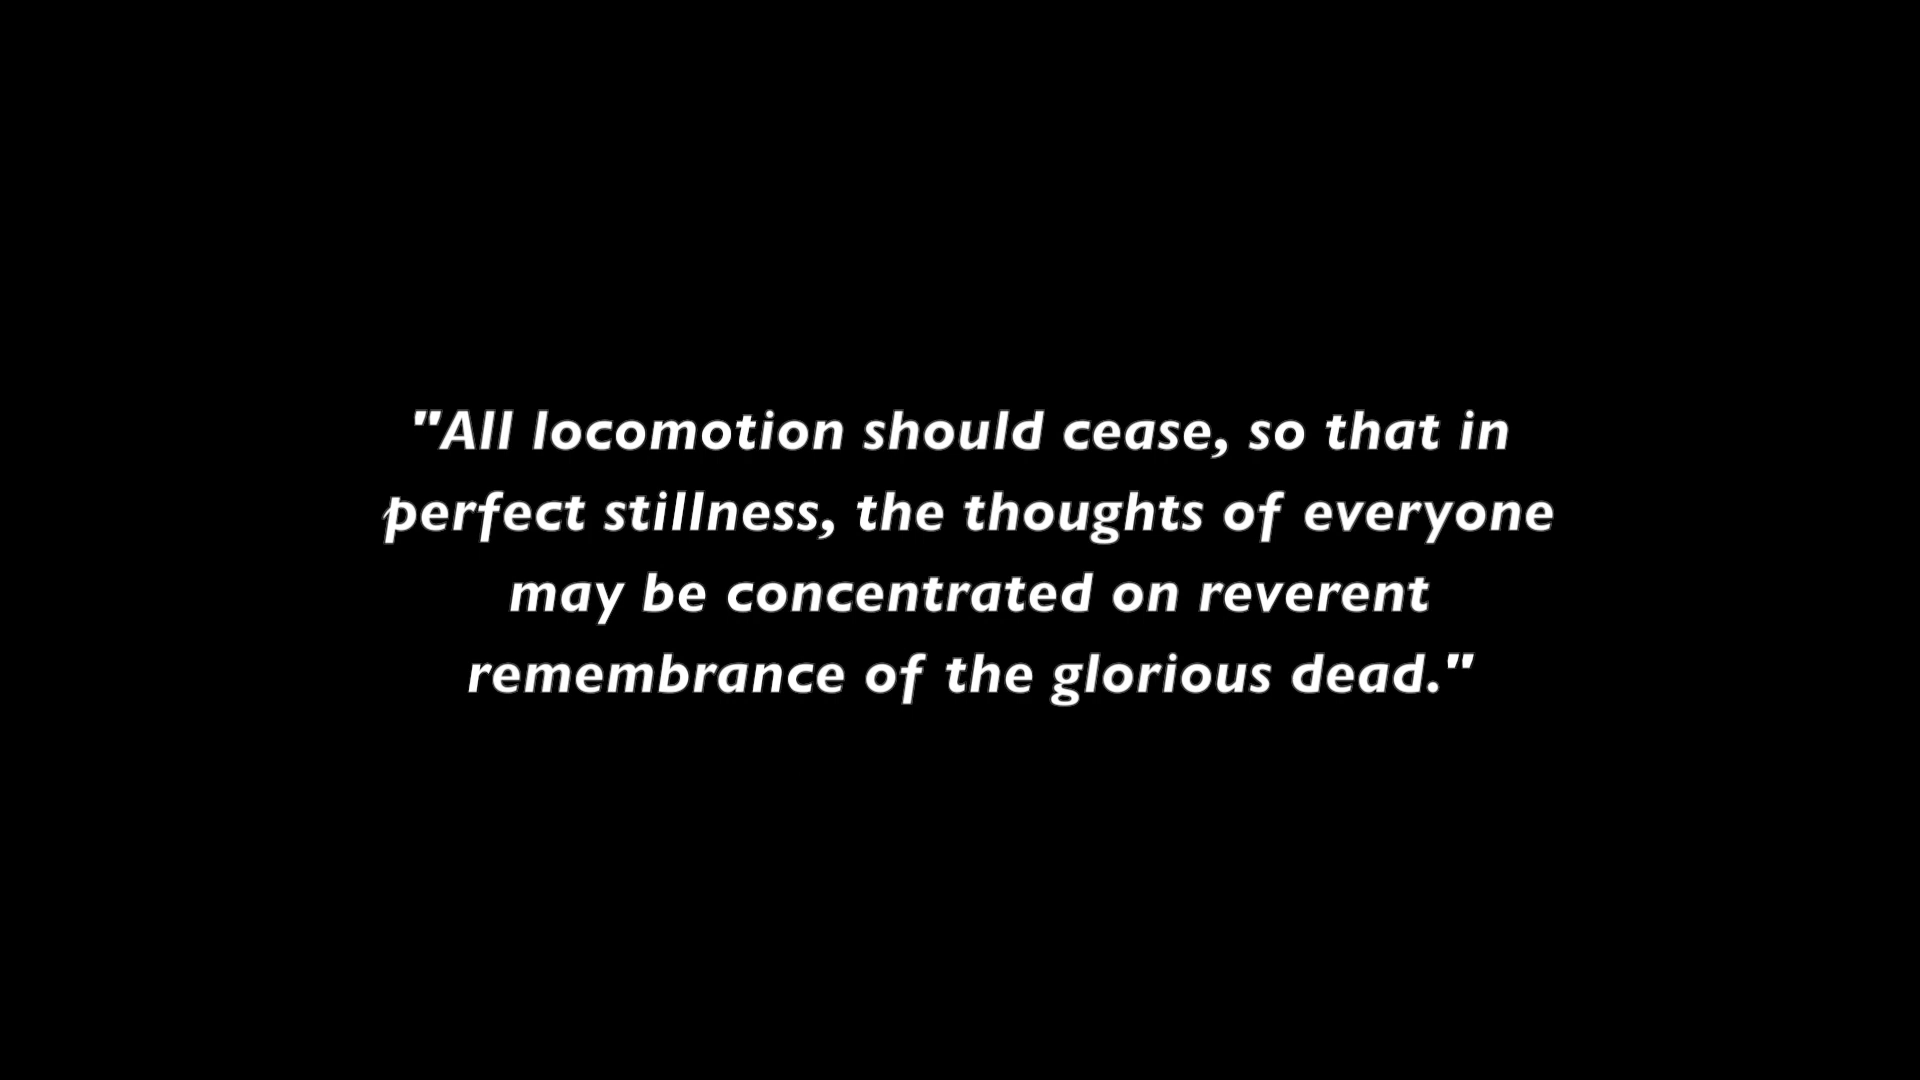 "All locomotion should cease, so that in
perfect stillness, the thoughts of everyone
may be concentrated on reverent
remembrance of the glorious dead."